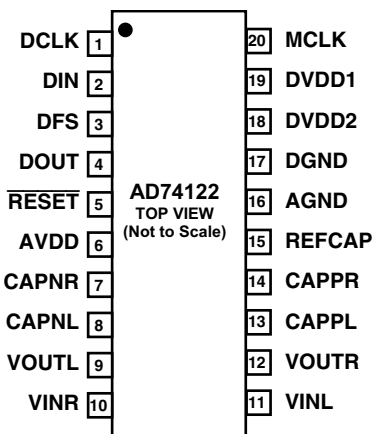 DCLK 1 20 MCLK
DIN 2 19 DVDD1
DFS 3 18 DVDD2
DOUT 4 17 DGND
RESET 5 AD74122 16 AGND
TOP VIEW
(Not to Scale)
AVDD 6 15 REFCAP
CAPNR 7 14 CAPPR
CAPNL 8 13 CAPPL
VOUTL 9 12 VOUTR
VINR 10 11 VINL